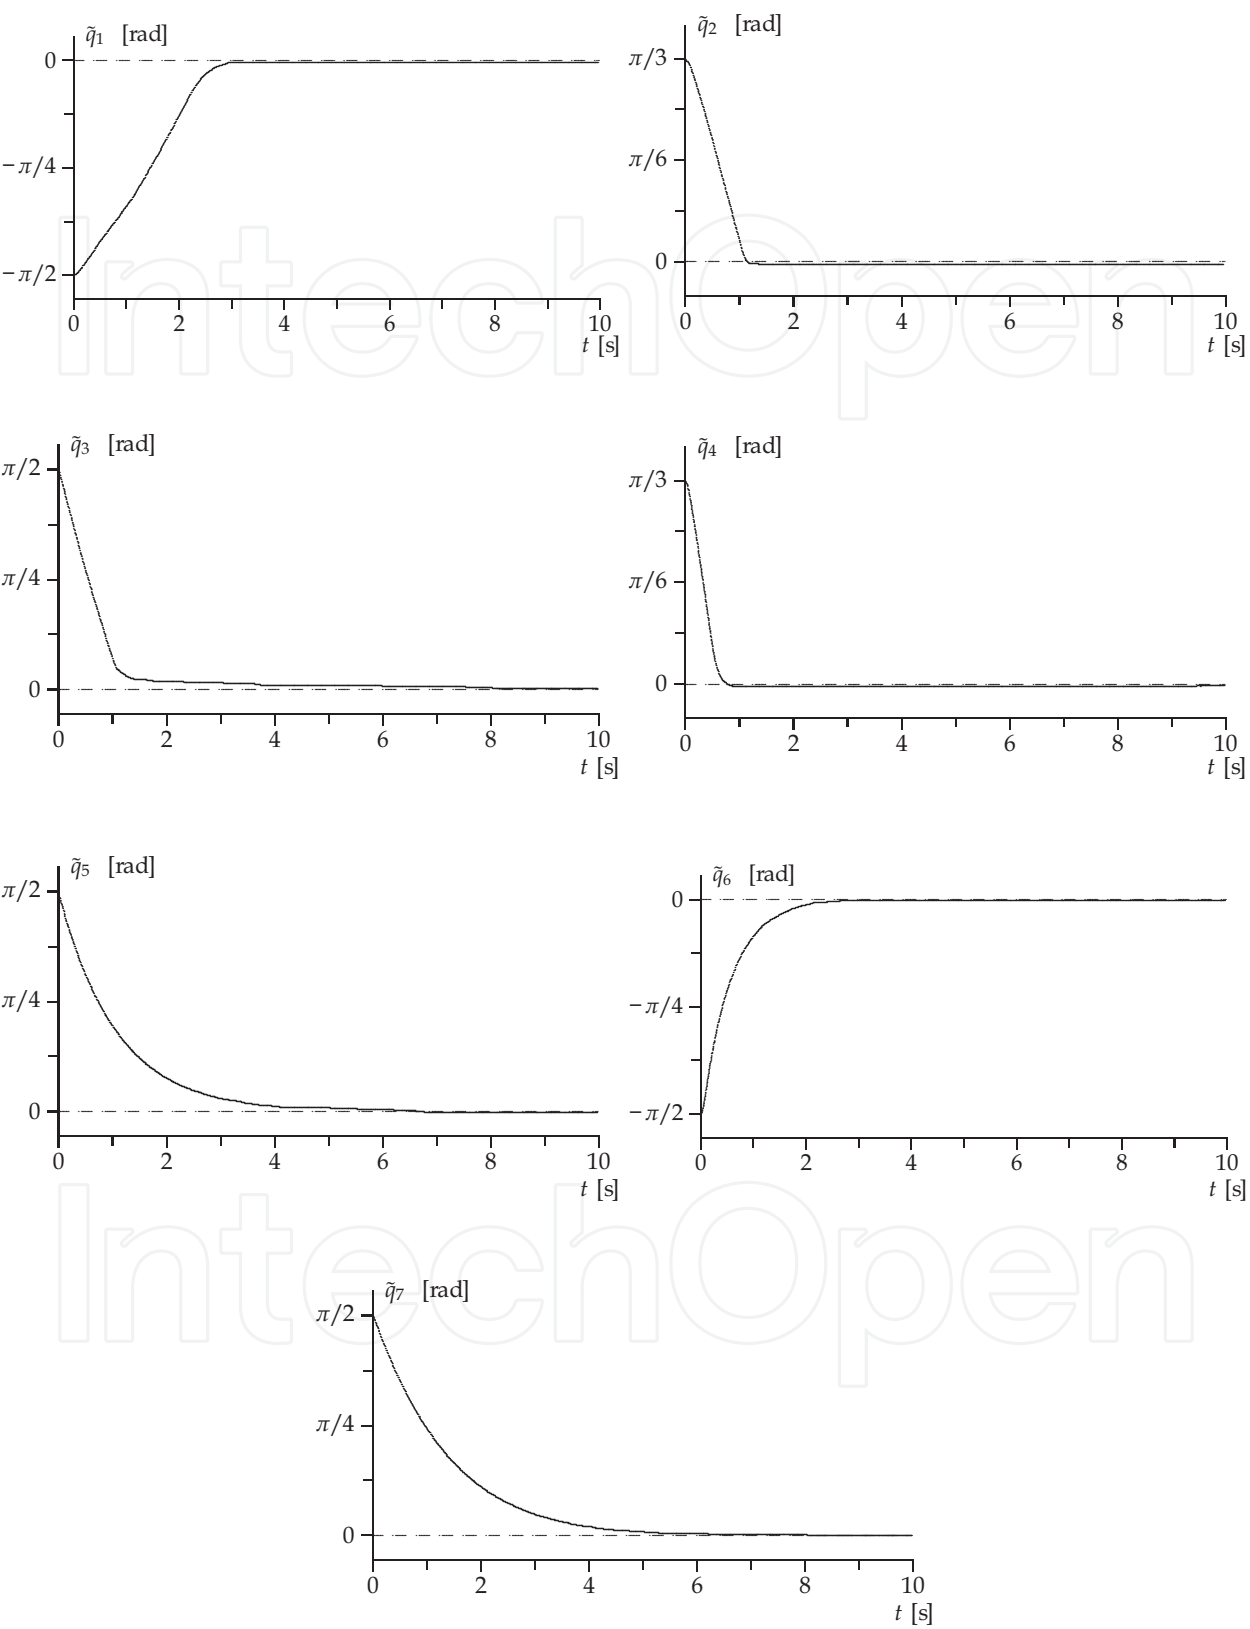 q̃1 [rad]
0
−π/4
−π/2
0 2 4 6 8 10
t [s]
q̃2 [rad]
π/3
π/6
0
0 2 4 6 8 10
t [s]
q̃3 [rad]
π/2
π/4
0
0 2 4 6 8 10
t [s]
q̃4 [rad]
π/3
π/6
0
0 2 4 6 8 10
t [s]
q̃5 [rad]
π/2
π/4
0
0 2 4 6 8 10
t [s]
q̃6 [rad]
0
−π/4
−π/2
0 2 4 6 8 10
t [s]
q̃7 [rad]
π/2
π/4
0
0 2 4 6 8 10
t [s]
IntechOpen
IntechOpen